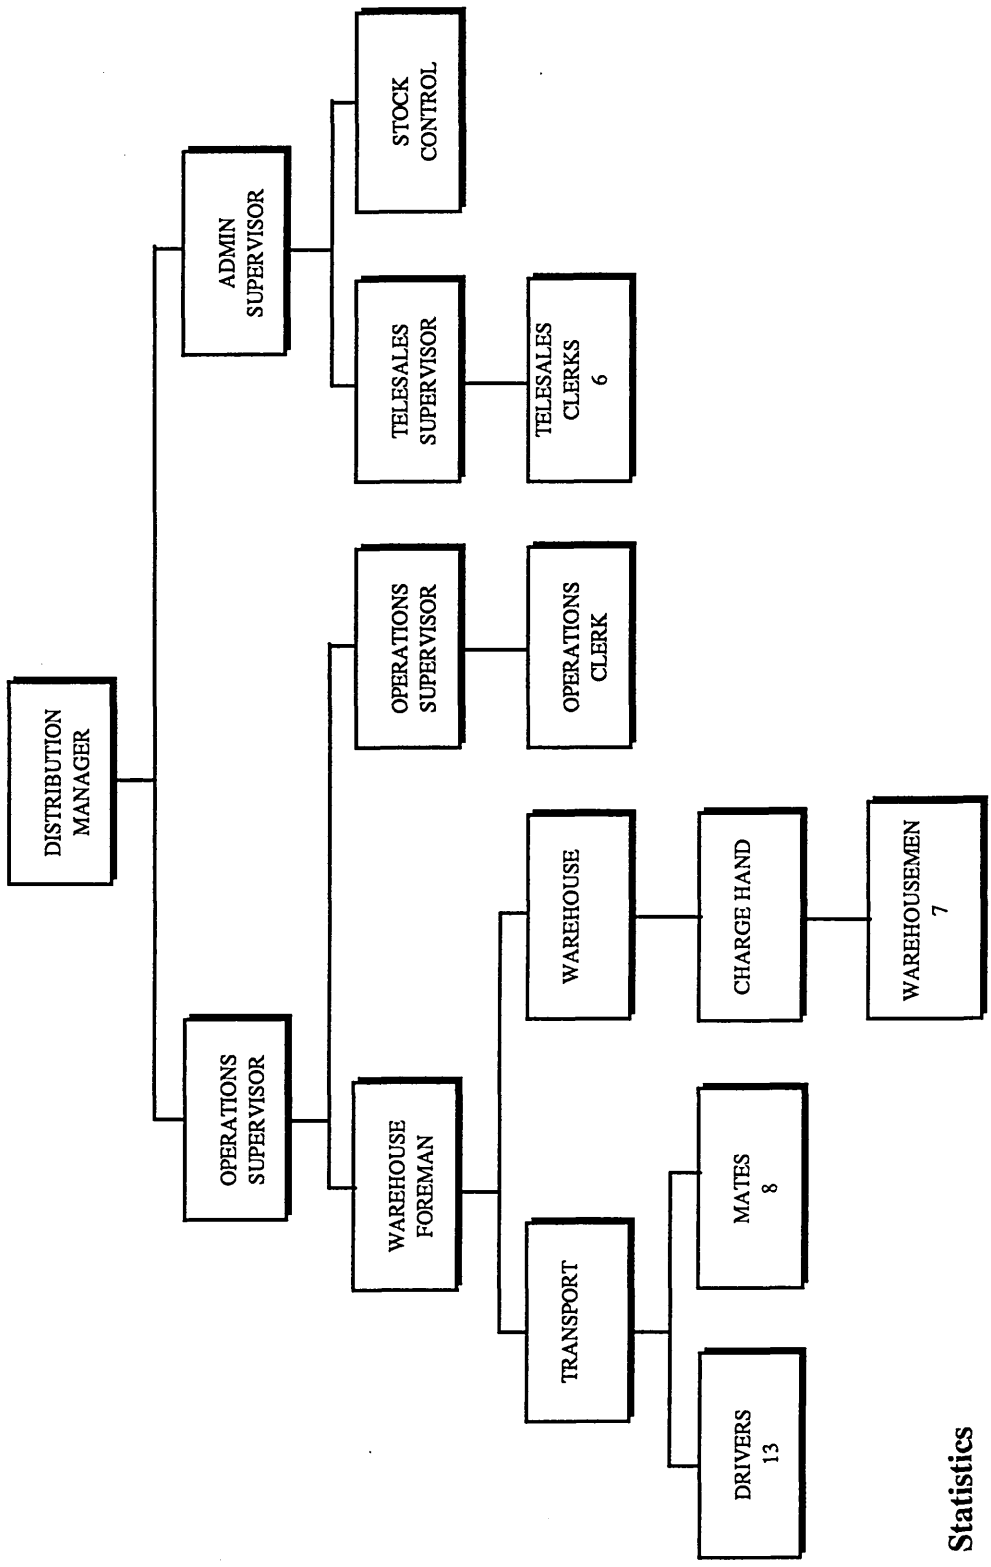 DISTRIBUTION
MANAGER
OPERATIONS
SUPERVISOR
ADMIN
SUPERVISOR
WAREHOUSE
FOREMAN
OPERATIONS
SUPERVISOR
TELESALES
SUPERVISOR
STOCK
CONTROL
TRANSPORT
WAREHOUSE
OPERATIONS
CLERK
TELESALES
CLERKS
6
DRIVERS
13
MATES
8
CHARGE HAND
WAREHOUSEMEN
7
Statistics